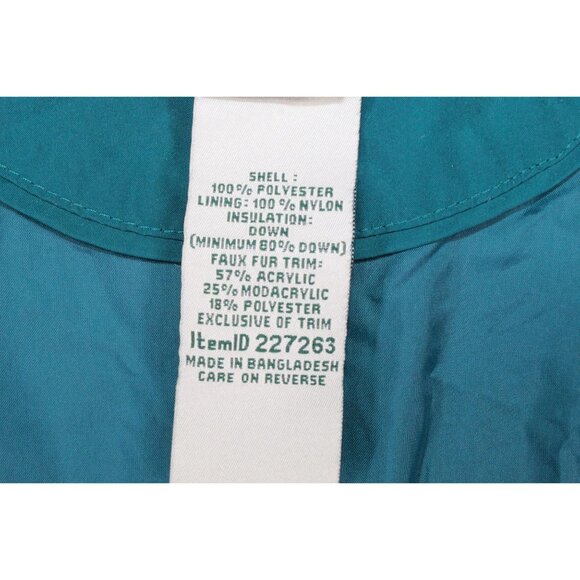 SHELL :
100% POLYESTER
LINING: 100 % NYLON
INSULATION:
DOWN
(MINIMUM 80% DOWN)
FAUX FUR TRIM:
57% ACRYLIC
25% MODACRYLIC
18% POLYESTER
EXCLUSIVE OF TRIM
ItemID 227263
MADE IN BANGLADESH
CARE ON REVERSE